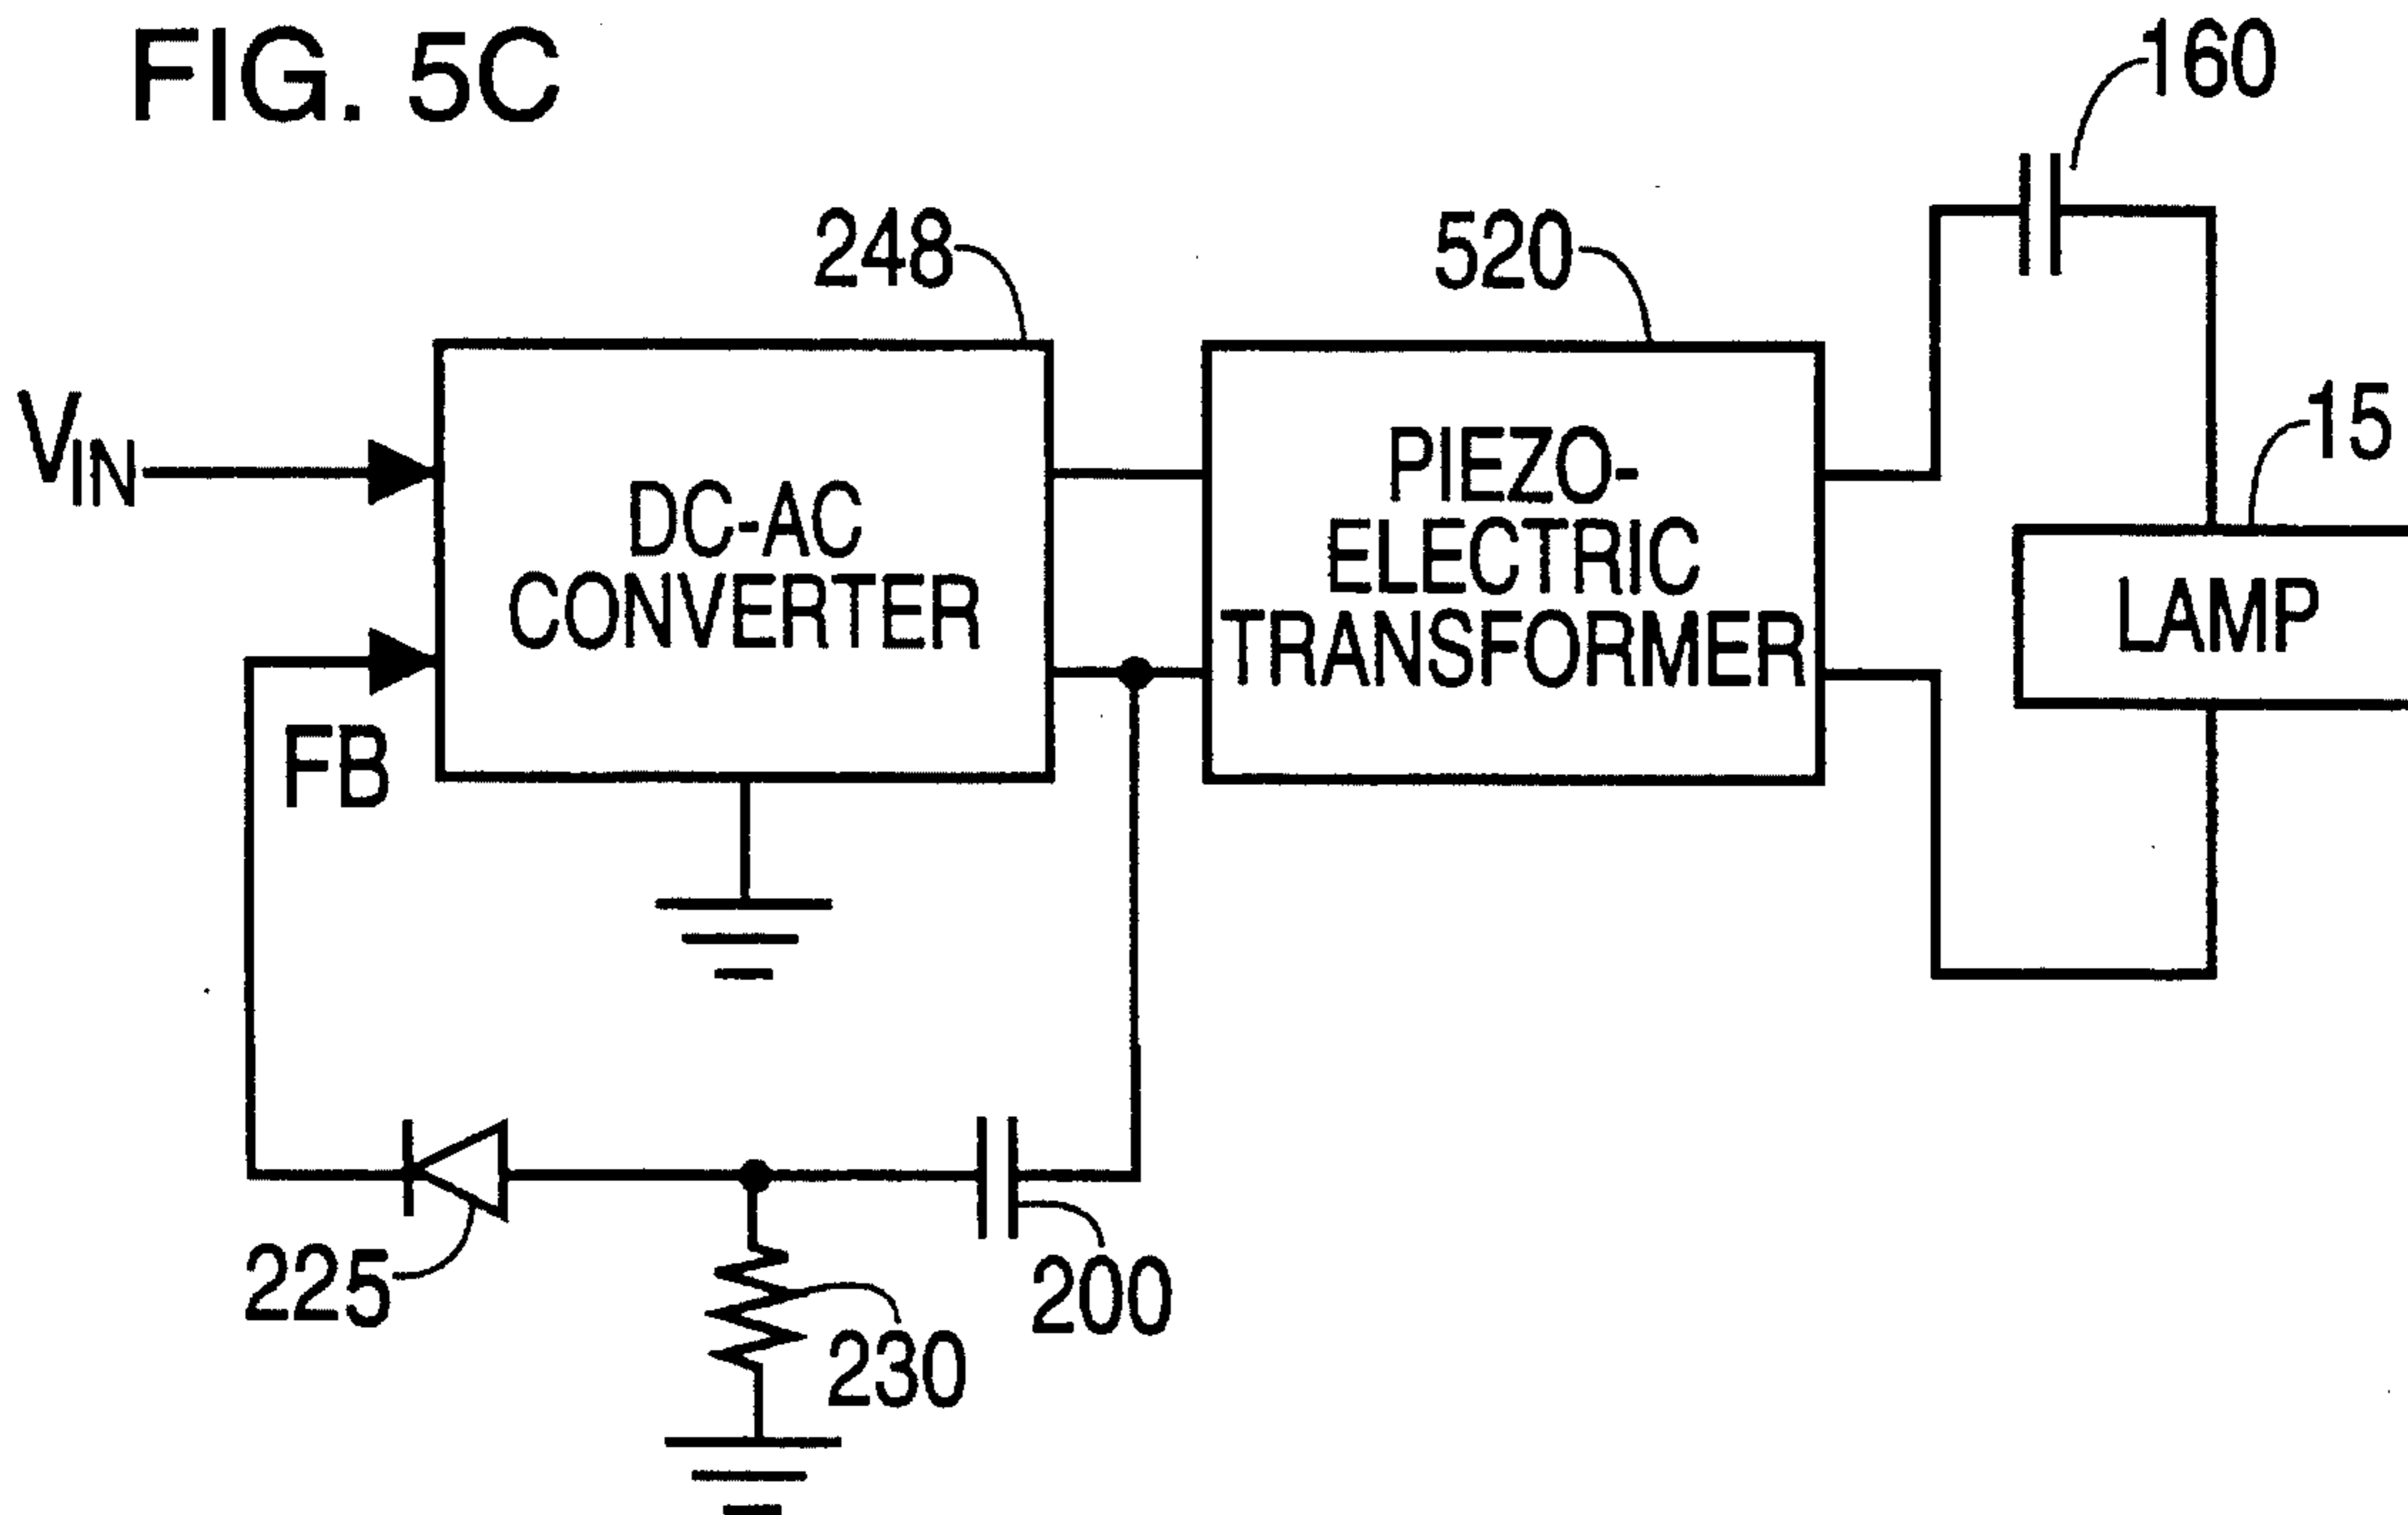 FIG. 5C
160
248
520
15
VIN
DC-AC
CONVERTER
PIEZO-
ELECTRIC
TRANSFORMER
LAMP
FB
225
230
200